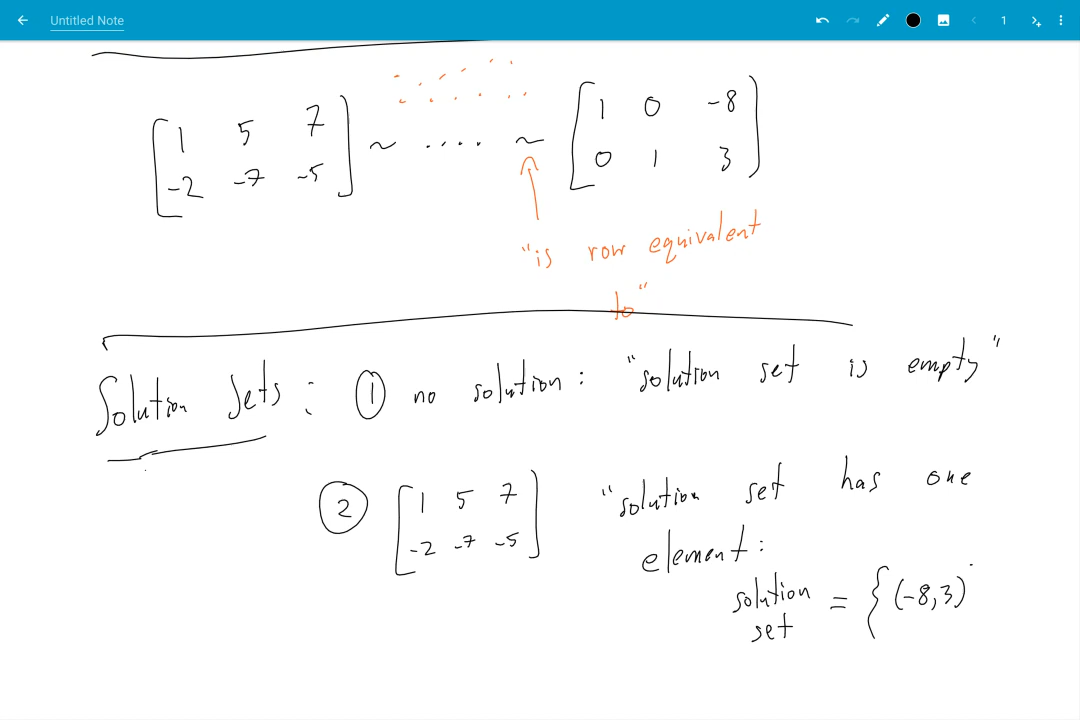 Untitled Note
1
1 5 7
-2 -7 -5
~ .... ~
1 0 -8
0 1 3
"is row equivalent
to"
Solution Sets: ① no solution: "solution set is empty"
② 1 5 7
-2 -7 -5
"solution set has one
element:
solution set = {(-8,3)